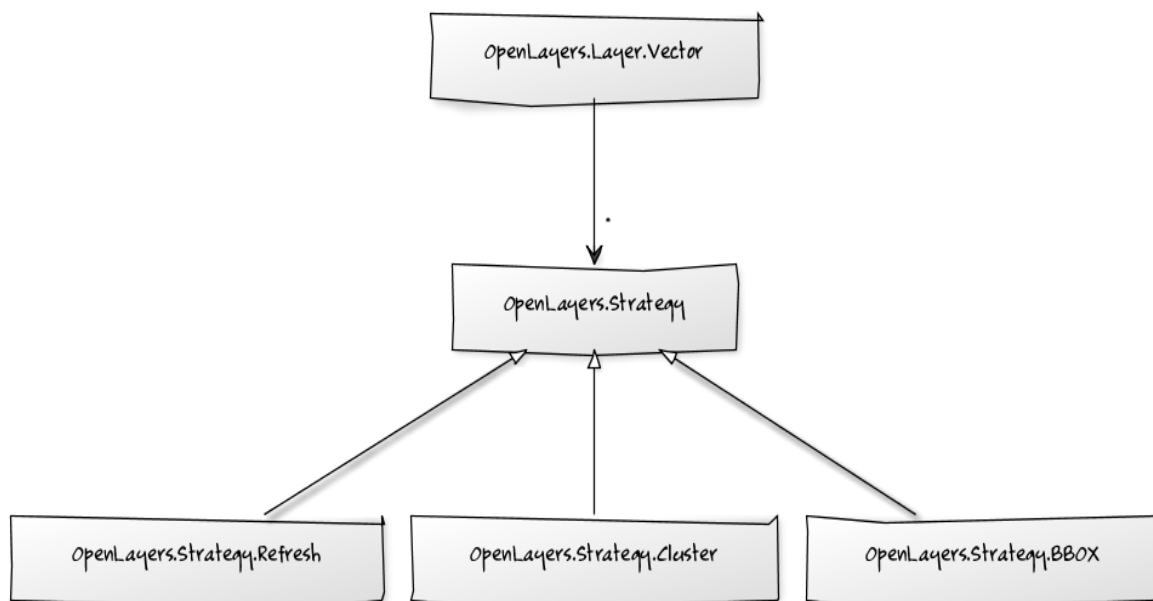 OpenLayers.Layer.Vector
*
OpenLayers.Strategy
OpenLayers.Strategy.Refresh
OpenLayers.Strategy.Cluster
OpenLayers.Strategy.BBOX